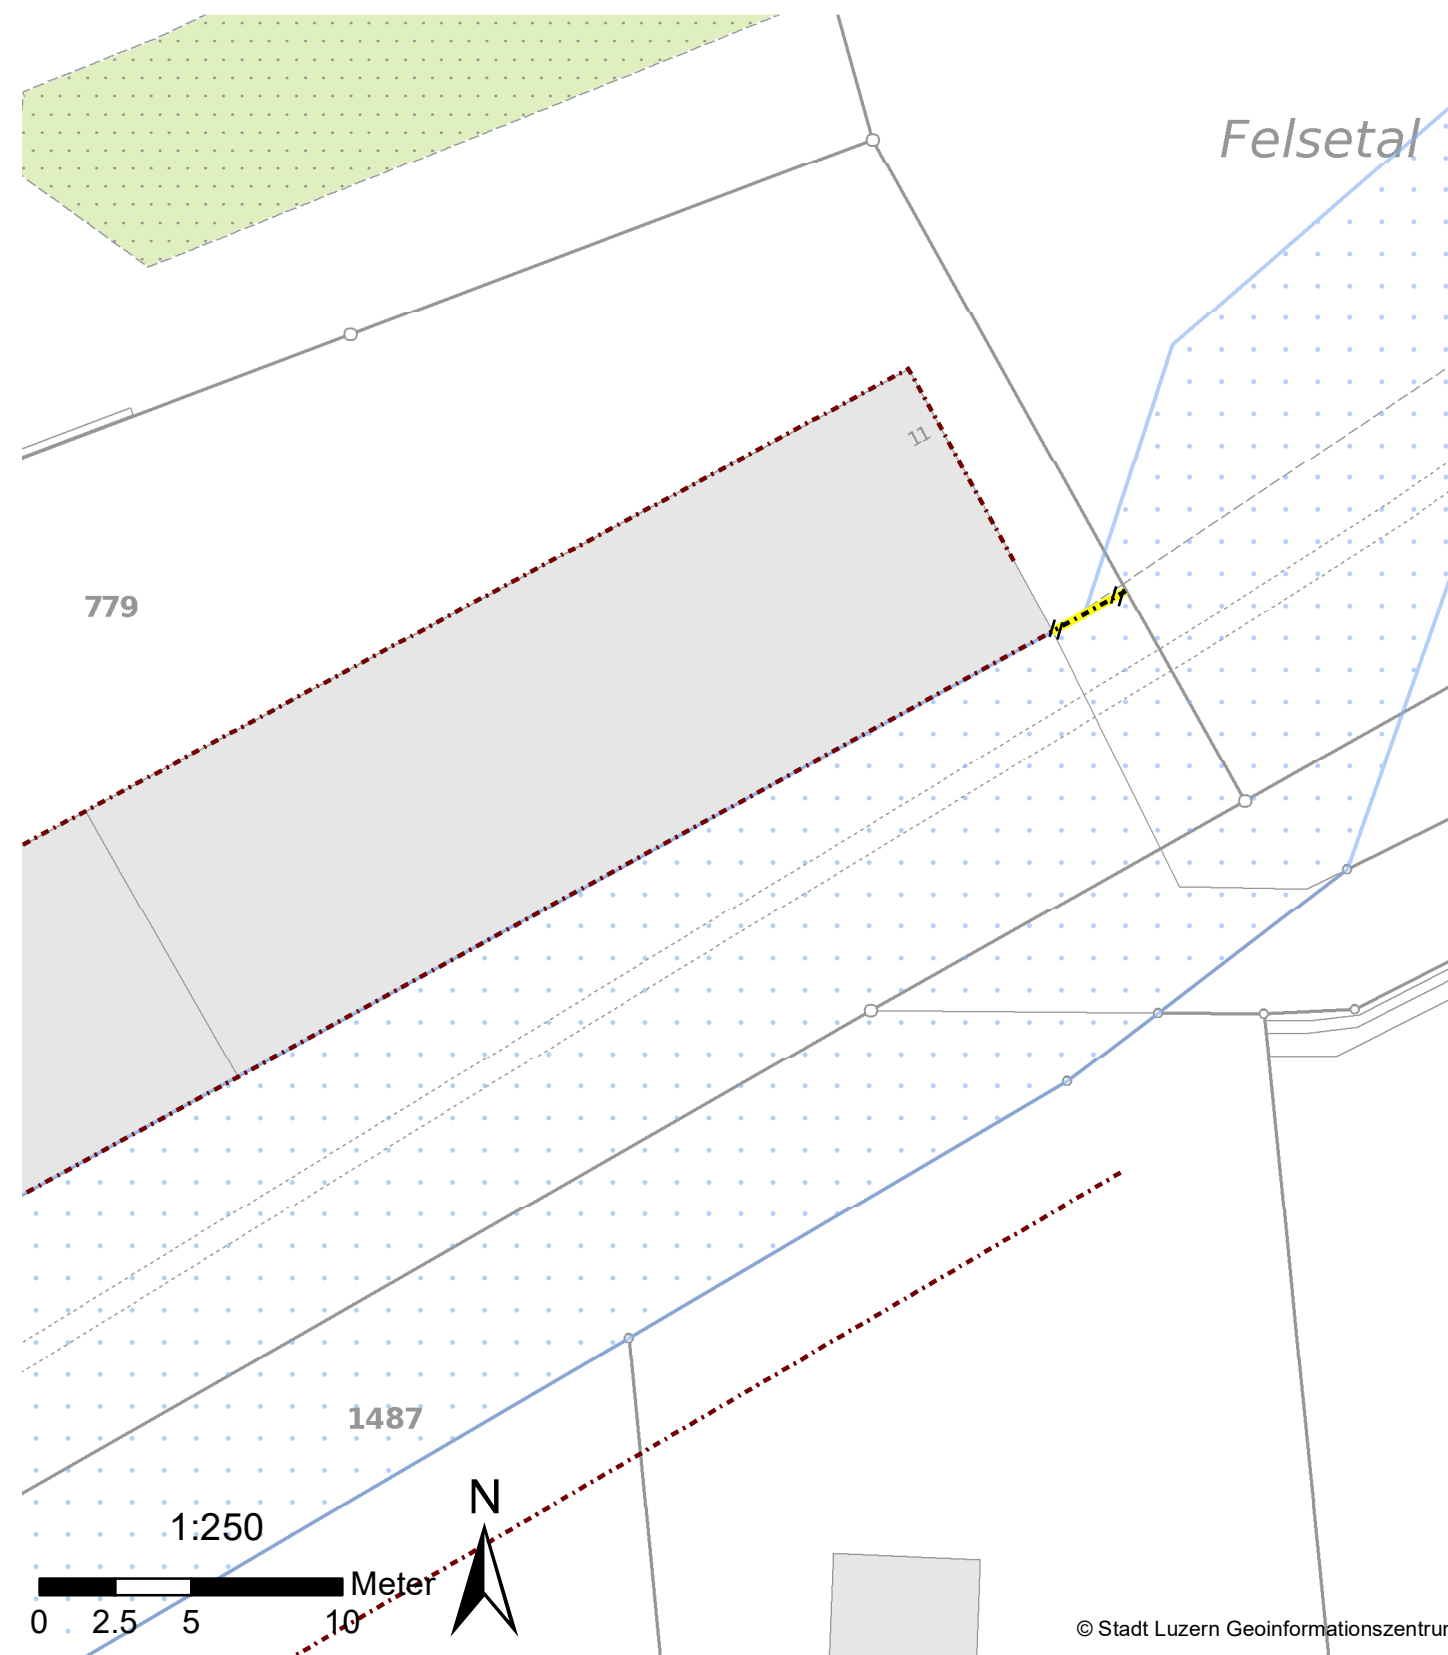 Felsetal
11
779
1487
N
1:250
Meter
0 2.5 5 10
© Stadt Luzern Geoinformationszentrum